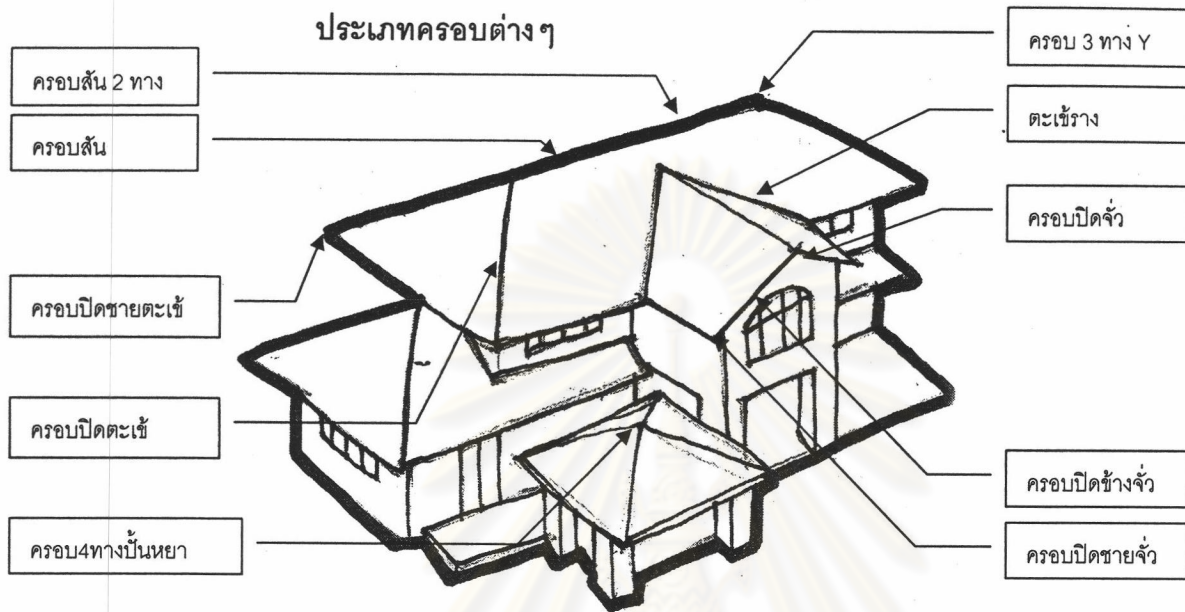 ประเภทครอบต่างๆ
ครอบสัน 2 ทาง
ครอบสัน
ครอบปิดชายตะเข้
ครอบปิดตะเข้
ครอบ4ทางปั้นหยา
ครอบ 3 ทาง Y
ตะเข้ราง
ครอบปิดจั่ว
ครอบปิดข้างจั่ว
ครอบปิดชายจั่ว